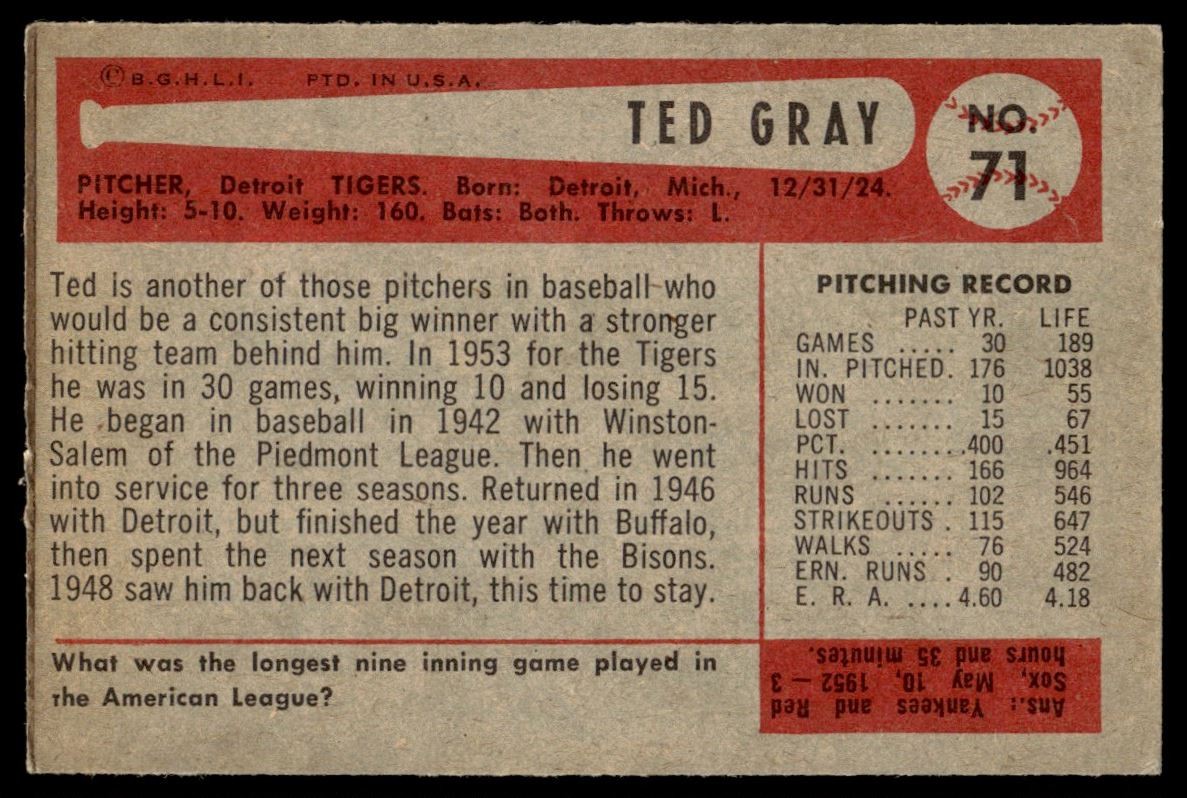 © B.G.H.L.I. PTD. IN U.S.A.
TED GRAY
NO.
71
PITCHER, Detroit TIGERS. Born: Detroit, Mich., 12/31/24.
Height: 5-10. Weight: 160. Bats: Both. Throws: L.
Ted is another of those pitchers in baseball who
would be a consistent big winner with a stronger
hitting team behind him. In 1953 for the Tigers
he was in 30 games, winning 10 and losing 15.
He began in baseball in 1942 with Winston-
Salem of the Piedmont League. Then he went
into service for three seasons. Returned in 1946
with Detroit, but finished the year with Buffalo,
then spent the next season with the Bisons.
1948 saw him back with Detroit, this time to stay.
PITCHING RECORD
PAST YR. LIFE
GAMES ..... 30 189
IN. PITCHED. 176 1038
WON ....... 10 55
LOST ....... 15 67
PCT. ........400 .451
HITS ....... 166 964
RUNS ...... 102 546
STRIKEOUTS . 115 647
WALKS ..... 76 524
ERN. RUNS . 90 482
E. R. A. ....4.60 4.18
What was the longest nine inning game played in
The American League?
Ans.: Yankees and Red
Sox, May 10, 1952 — 3
hours and 35 minutes.